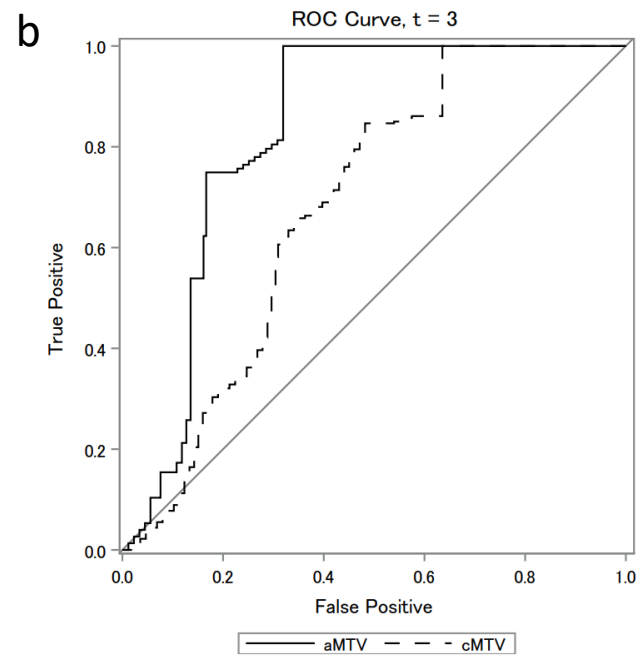 b
ROC Curve, t = 3
True Positive
1.0
0.8
0.6
0.4
0.2
0.0
0.0 0.2 0.4 0.6 0.8 1.0
False Positive
aMTV cMTV